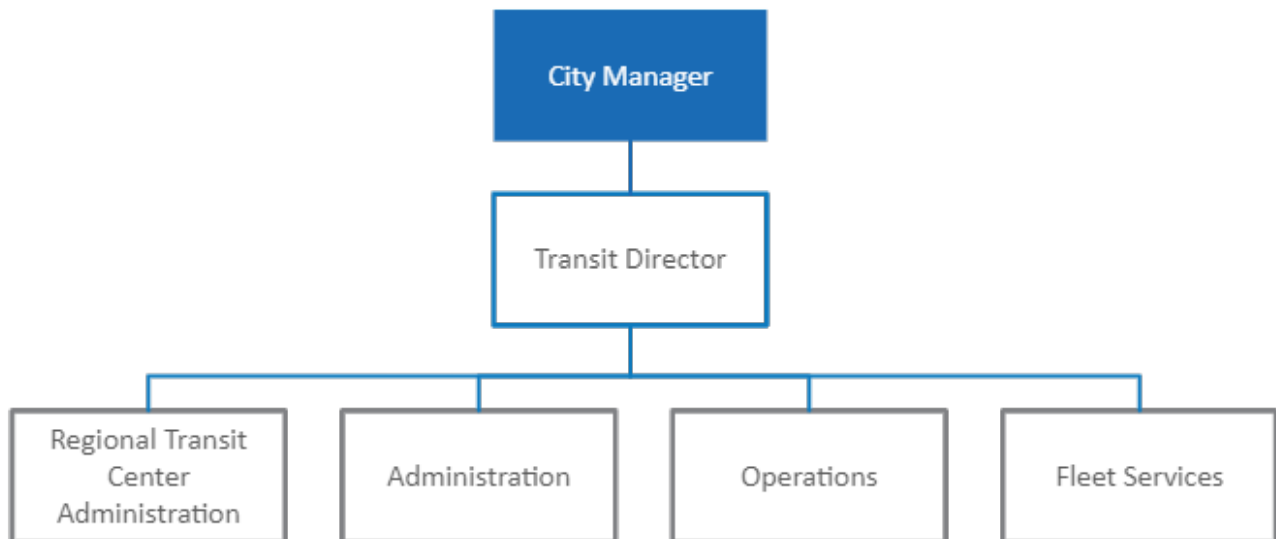 City Manager
Transit Director
Regional Transit
Center
Administration
Administration
Operations
Fleet Services